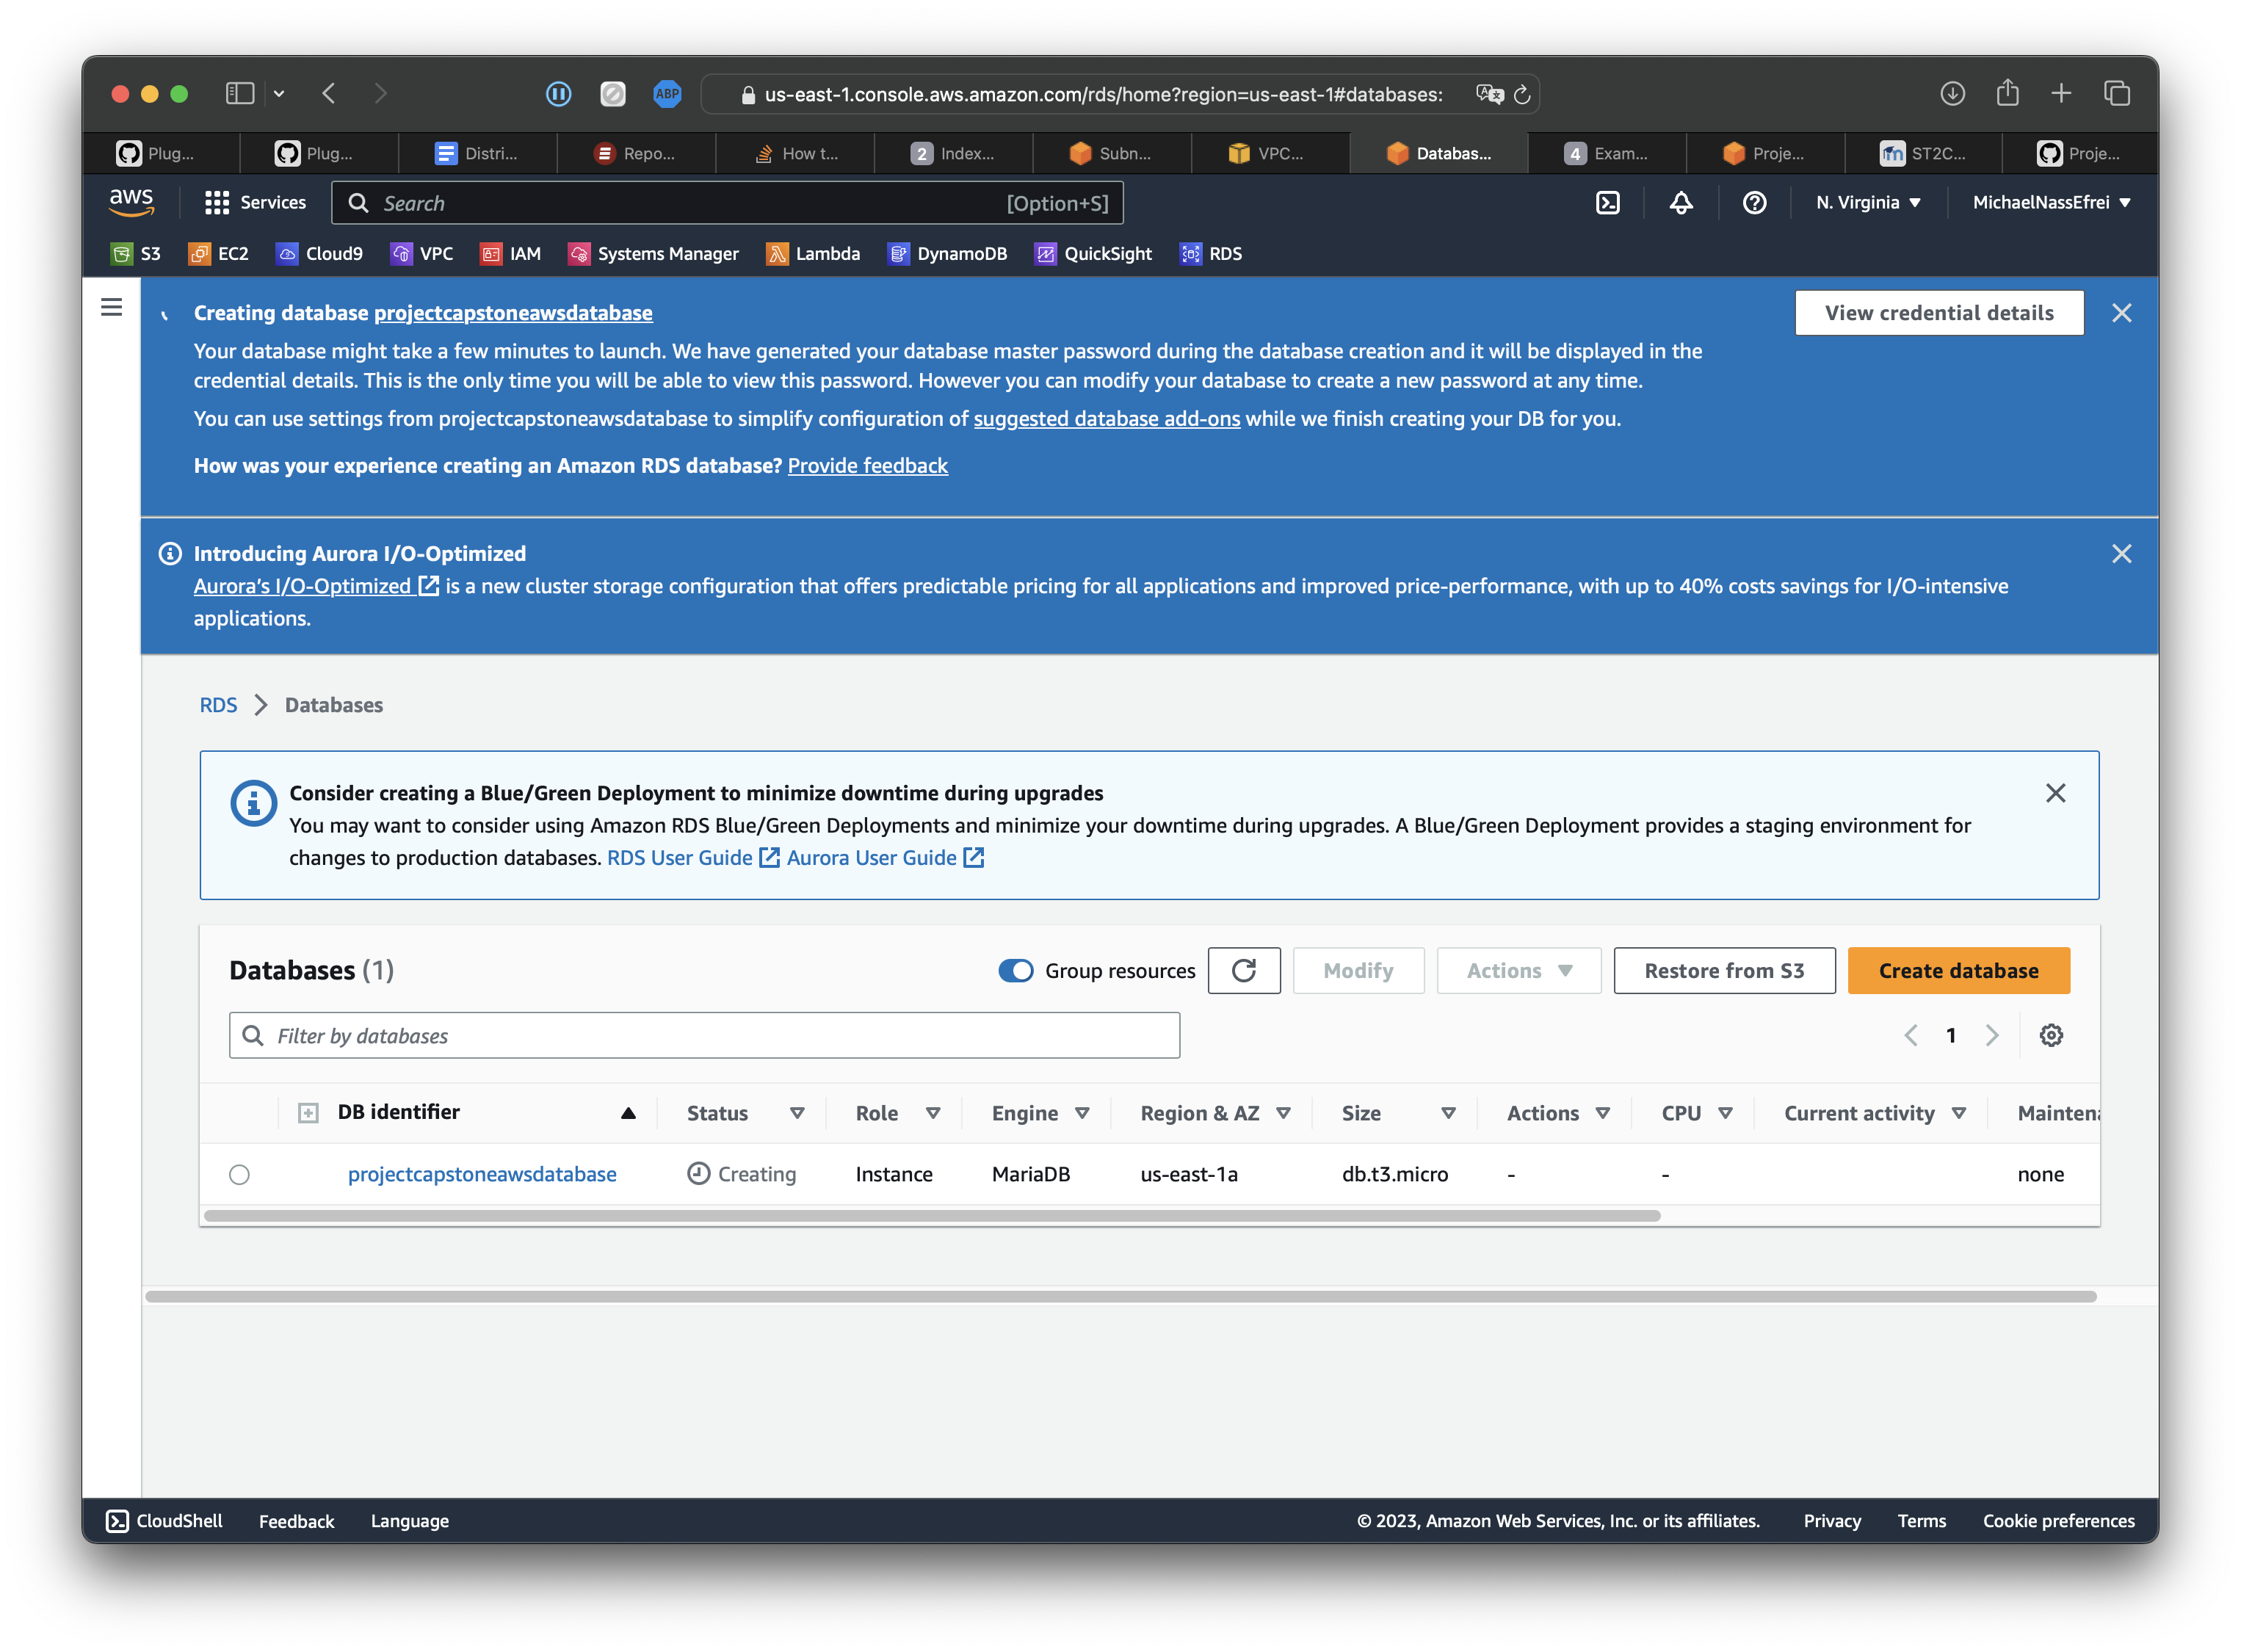 ABP
us-east-1.console.aws.amazon.com/rds/home?region=us-east-1#databases:
Plug...
Plug...
Distri...
Repo...
How t...
2 Index...
Subn...
VPC...
Databas...
4 Exam...
Proje...
ST2C...
Proje...
aws
Services
Search
[Option+S]
N. Virginia
MichaelNassEfrei
S3
EC2
Cloud9
VPC
IAM
Systems Manager
Lambda
DynamoDB
QuickSight
RDS
Creating database projectcapstoneawsdatabase
View credential details
Your database might take a few minutes to launch. We have generated your database master password during the database creation and it will be displayed in the
credential details. This is the only time you will be able to view this password. However you can modify your database to create a new password at any time.
You can use settings from projectcapstoneawsdatabase to simplify configuration of suggested database add-ons while we finish creating your DB for you.
How was your experience creating an Amazon RDS database? Provide feedback
Introducing Aurora I/O-Optimized
Aurora's I/O-Optimized is a new cluster storage configuration that offers predictable pricing for all applications and improved price-performance, with up to 40% costs savings for I/O-intensive
applications.
RDS
Databases
Consider creating a Blue/Green Deployment to minimize downtime during upgrades
You may want to consider using Amazon RDS Blue/Green Deployments and minimize your downtime during upgrades. A Blue/Green Deployment provides a staging environment for
changes to production databases. RDS User Guide Aurora User Guide
Databases (1)
Group resources
Modify
Actions
Restore from S3
Create database
Filter by databases
1
DB identifier
Status
Role
Engine
Region & AZ
Size
Actions
CPU
Current activity
Maintena
projectcapstoneawsdatabase
Creating
Instance
MariaDB
us-east-1a
db.t3.micro
-
-
none
CloudShell
Feedback
Language
© 2023, Amazon Web Services, Inc. or its affiliates.
Privacy
Terms
Cookie preferences